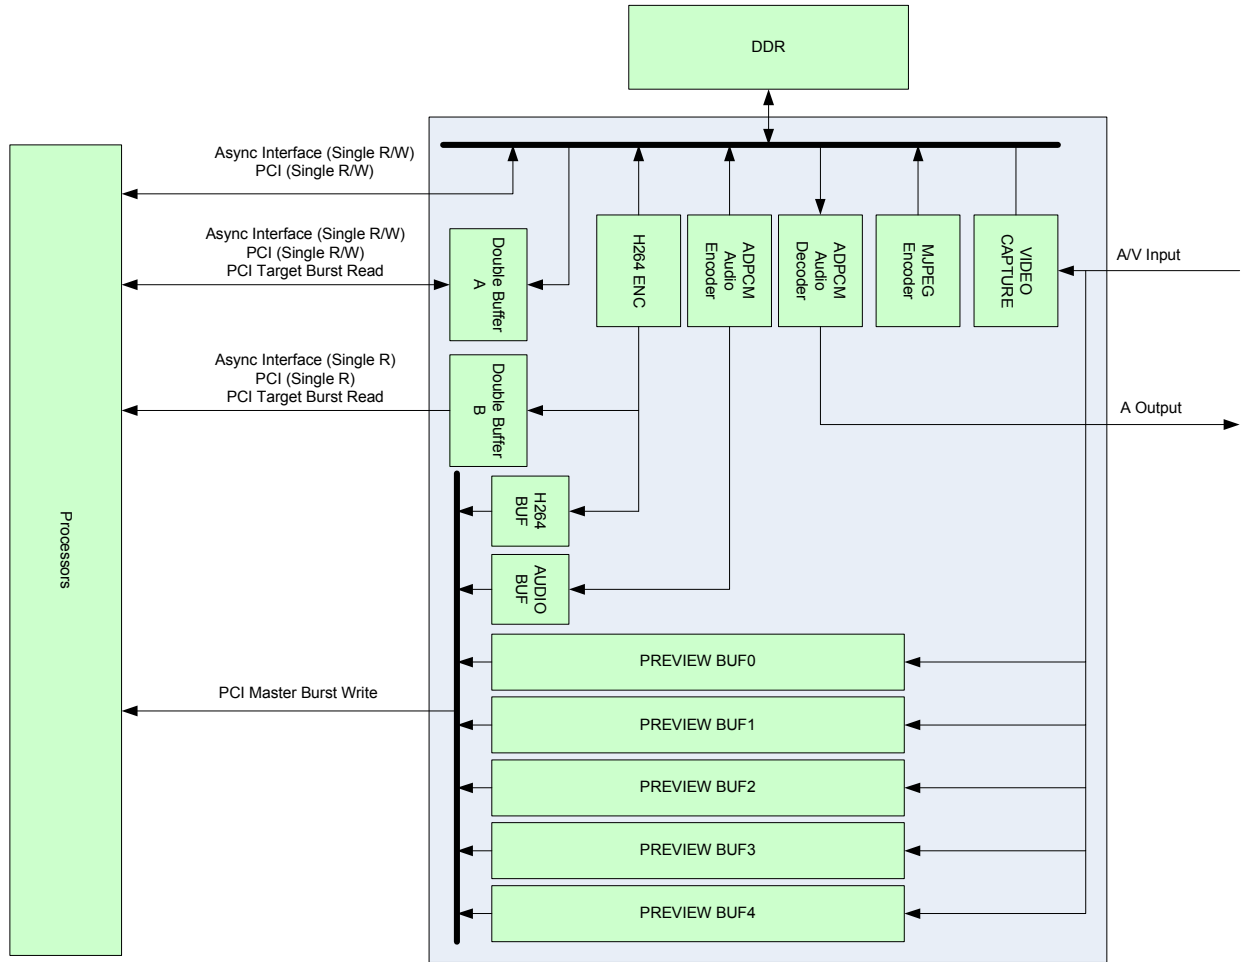 DDR
Async Interface (Single R/W)
PCI (Single R/W)
Async Interface (Single R/W)
PCI (Single R/W)
PCI Target Burst Read
Double Buffer
A
H264 ENC
ADPCM
Audio
Encoder
ADPCM
Audio
Decoder
MJPEG
Encoder
VIDEO
CAPTURE
A/V Input
Async Interface (Single R)
PCI (Single R)
PCI Target Burst Read
Double Buffer
B
A Output
H264
BUF
Processors
AUDIO
BUF
PREVIEW BUF0
PCI Master Burst Write
PREVIEW BUF1
PREVIEW BUF2
PREVIEW BUF3
PREVIEW BUF4